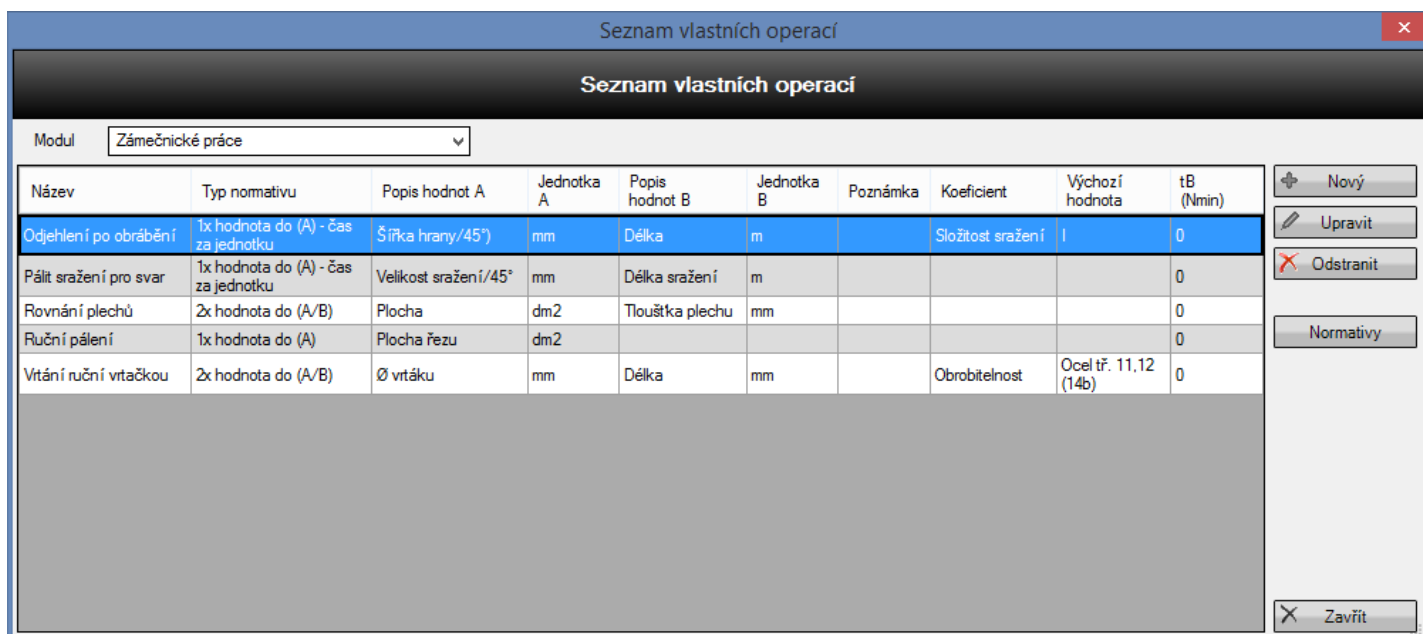 Seznam vlastních operací
Seznam vlastních operací
Modul Zámečnické práce
Název Typ normativu Popis hodnot A Jednotka A Popis hodnot B Jednotka B Poznámka Koeficient Výchozí hodnota tB (Nmin)
Odjehlení po obrábění 1x hodnota do (A) - čas za jednotku Šířka hrany/45°) mm Délka m Složitost sražení I 0
Pálit sražení pro svar 1x hodnota do (A) - čas za jednotku Velikost sražení/45° mm Délka sražení m 0
Rovnání plechů 2x hodnota do (A/B) Plocha dm2 Tloušťka plechu mm 0
Ruční pálení 1x hodnota do (A) Plocha řezu dm2 0
Vrtání ruční vrtačkou 2x hodnota do (A/B) Ø vrtáku mm Délka mm Obrobitelnost Ocel tř. 11,12 (14b) 0
Nový
Upravit
Odstranit
Normativy
Zavřít